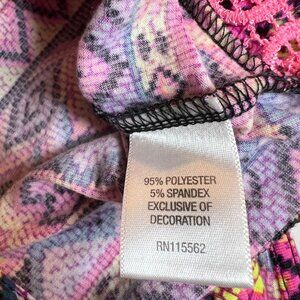 95% POLYESTER
5% SPANDEX
EXCLUSIVE OF
DECORATION
RN115562